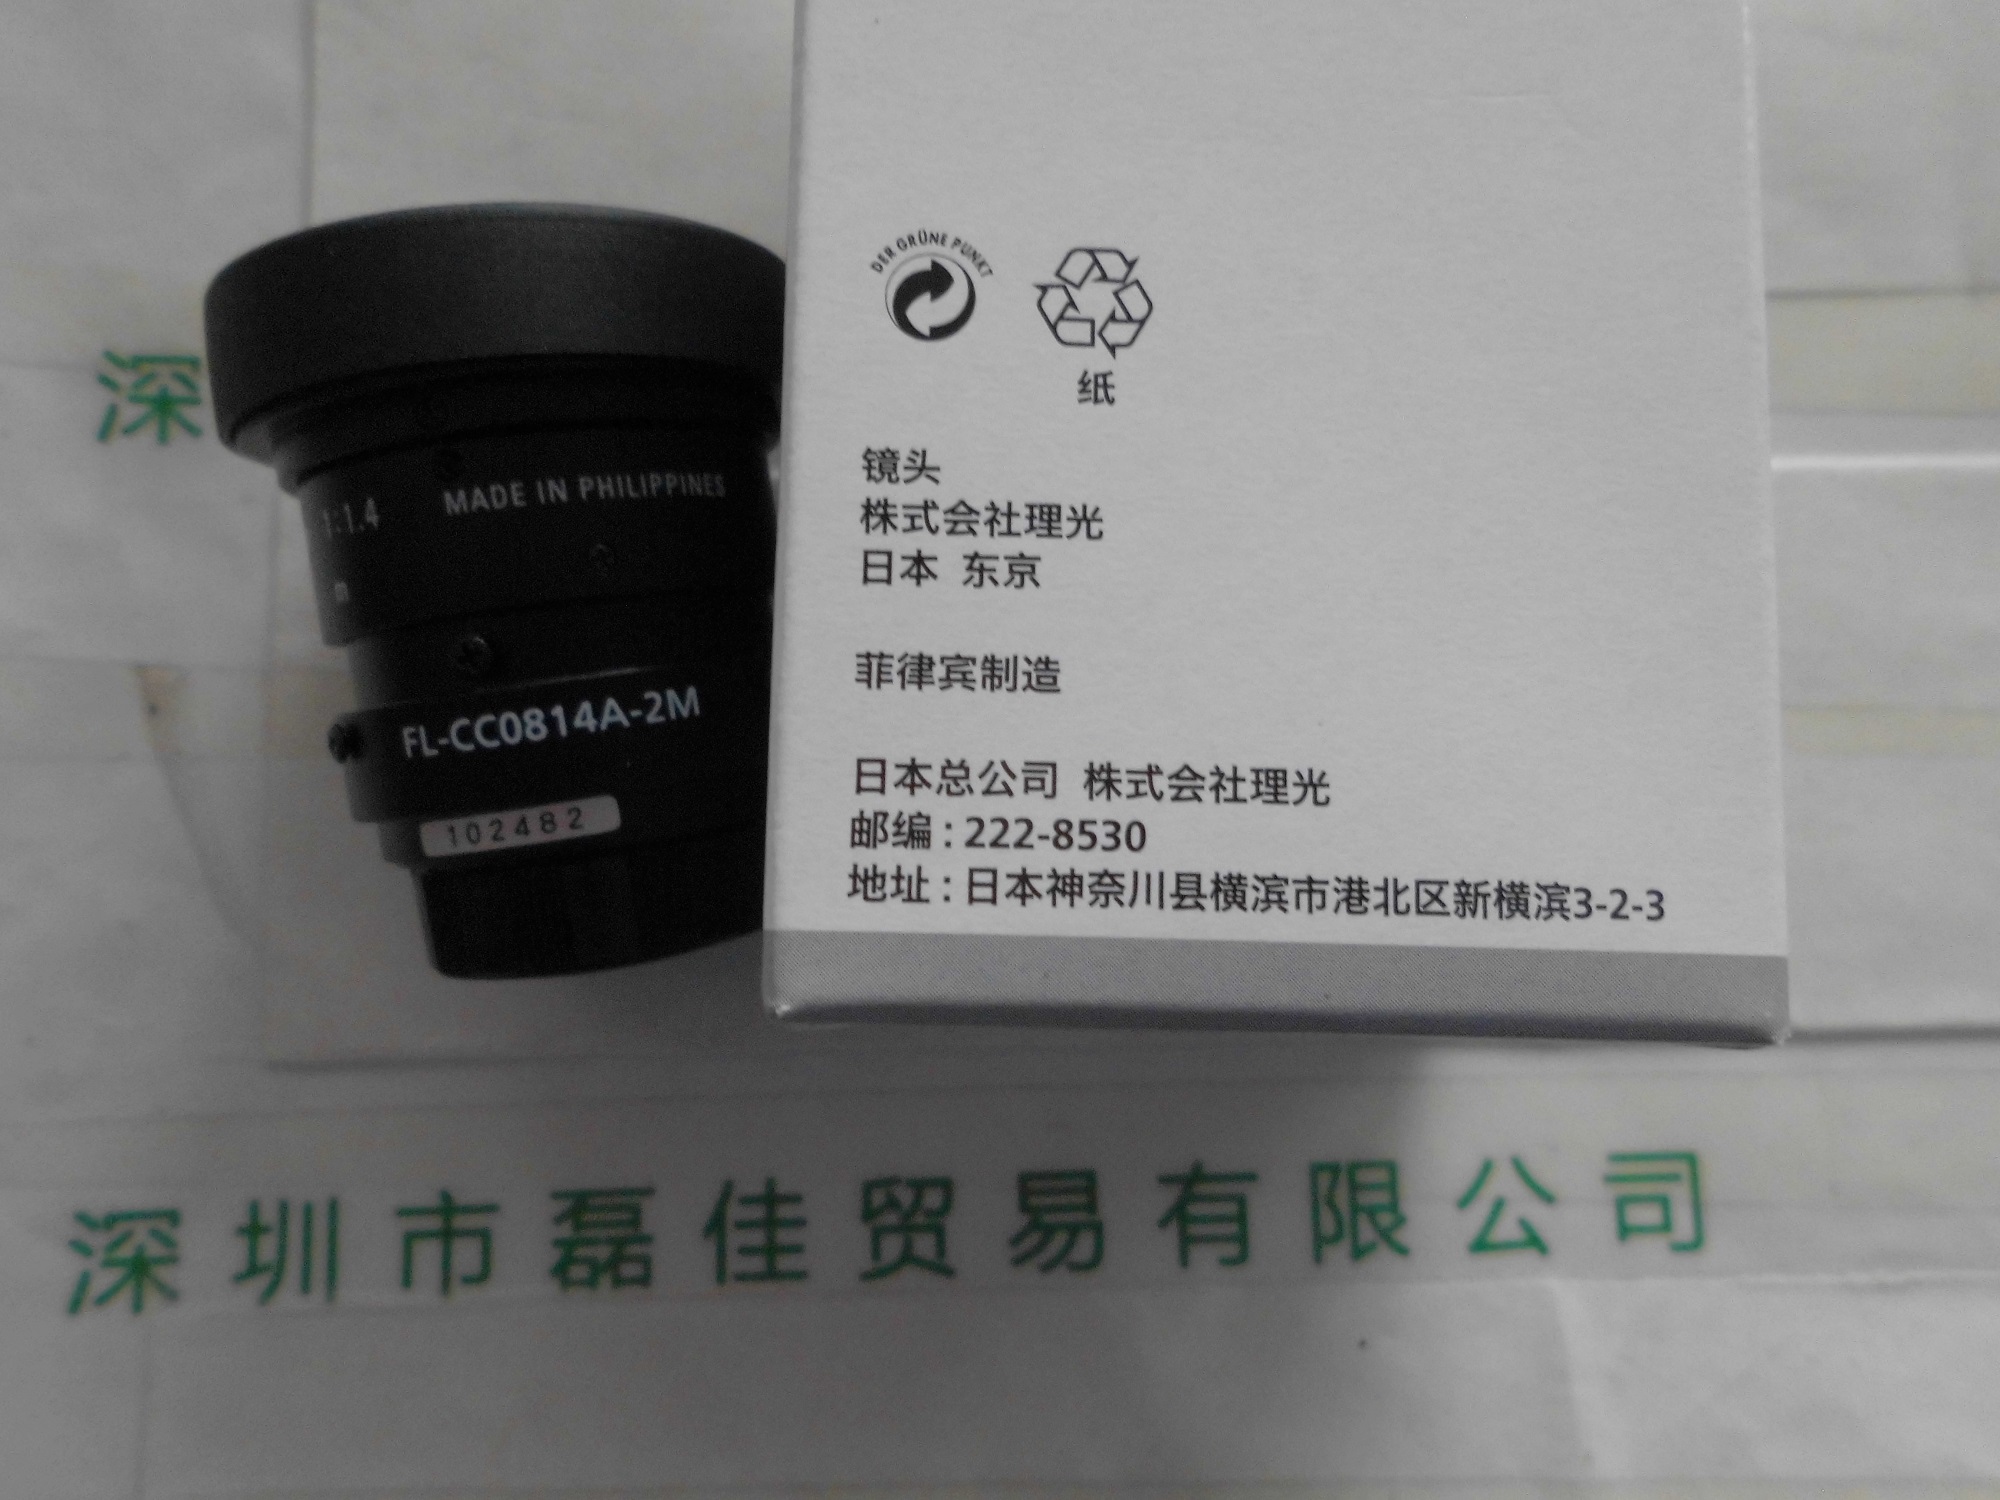 深
1:1.4
MADE IN PHILIPPINES
m
FL-CC0814A-2M
102482
DER GRÜNE PUNKT
纸
镜头
株式会社理光
日本 东京
菲律宾制造
日本总公司 株式会社理光
邮编：222-8530
地址：日本神奈川县横滨市港北区新横滨3-2-3
深圳市磊佳贸易有限公司